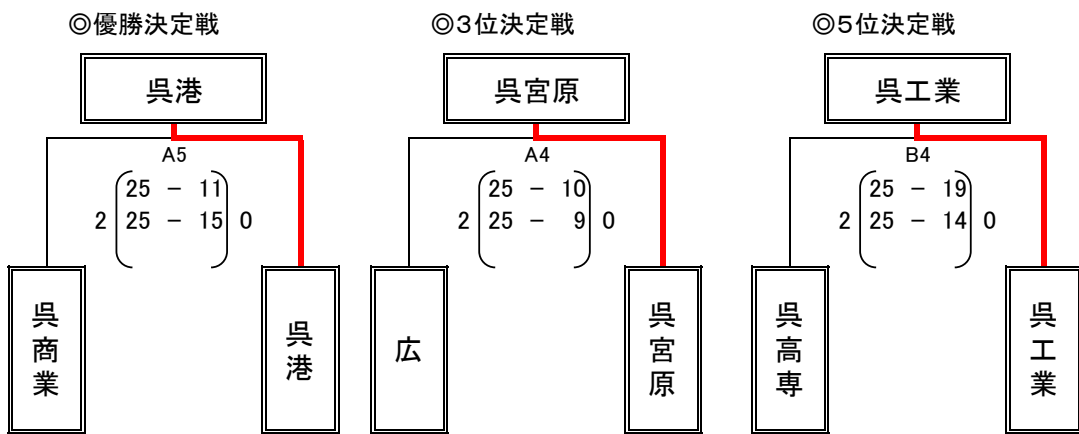 ◎優勝決定戦
呉港
A5
25 － 11
2 25 － 15 0
呉商業
呉港
◎3位決定戦
呉宮原
A4
25 － 10
2 25 － 9 0
広
呉宮原
◎5位決定戦
呉工業
B4
25 － 19
2 25 － 14 0
呉高専
呉工業